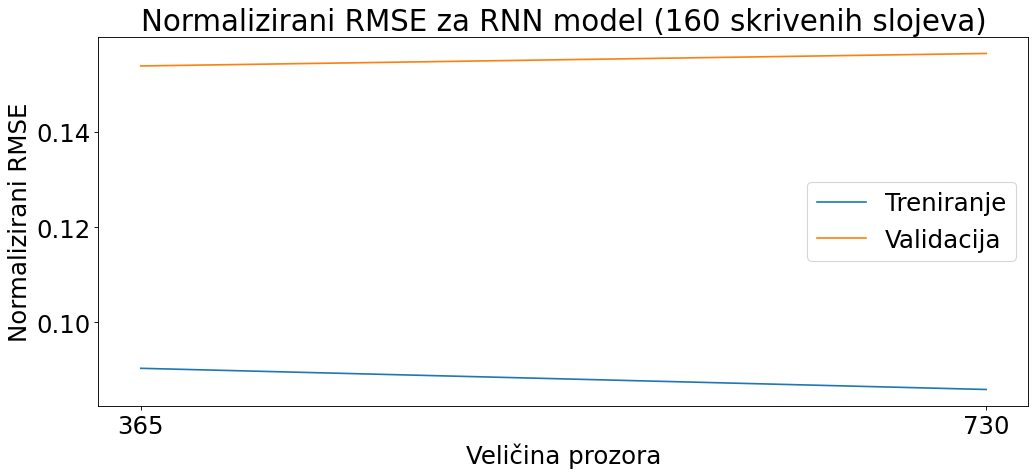 Normalizirani RMSE za RNN model (160 skrivenih slojeva)
Normalizirani RMSE
0.14
0.12
0.10
Treniranje
Validacija
365
730
Veličina prozora